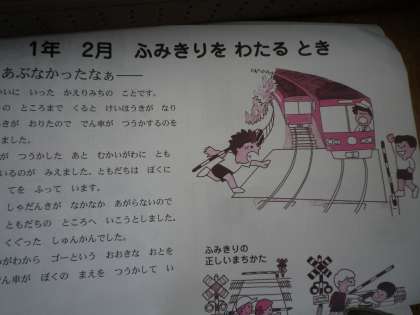 1年 2月 ふみきりを わたる とき
あぶなかったなぁ――
いに いった かえりみちの ことです。
の ところまで くると けいほうきが なり
きが おりたので でん車が つうかするのを
ました。
が つうかした あと むかいがわに とも
いるのが みえました。ともだちは ぼくに
てを ふって います。
しゃだんきが なかなか あがらないので
ともだちの ところへ いこうとしました。
くぐった しゅんかんでした。
がわから ゴーという おおきな おとを
でん車が ぼくの まえを つうかして い
ふみきりの
正しいまちかた